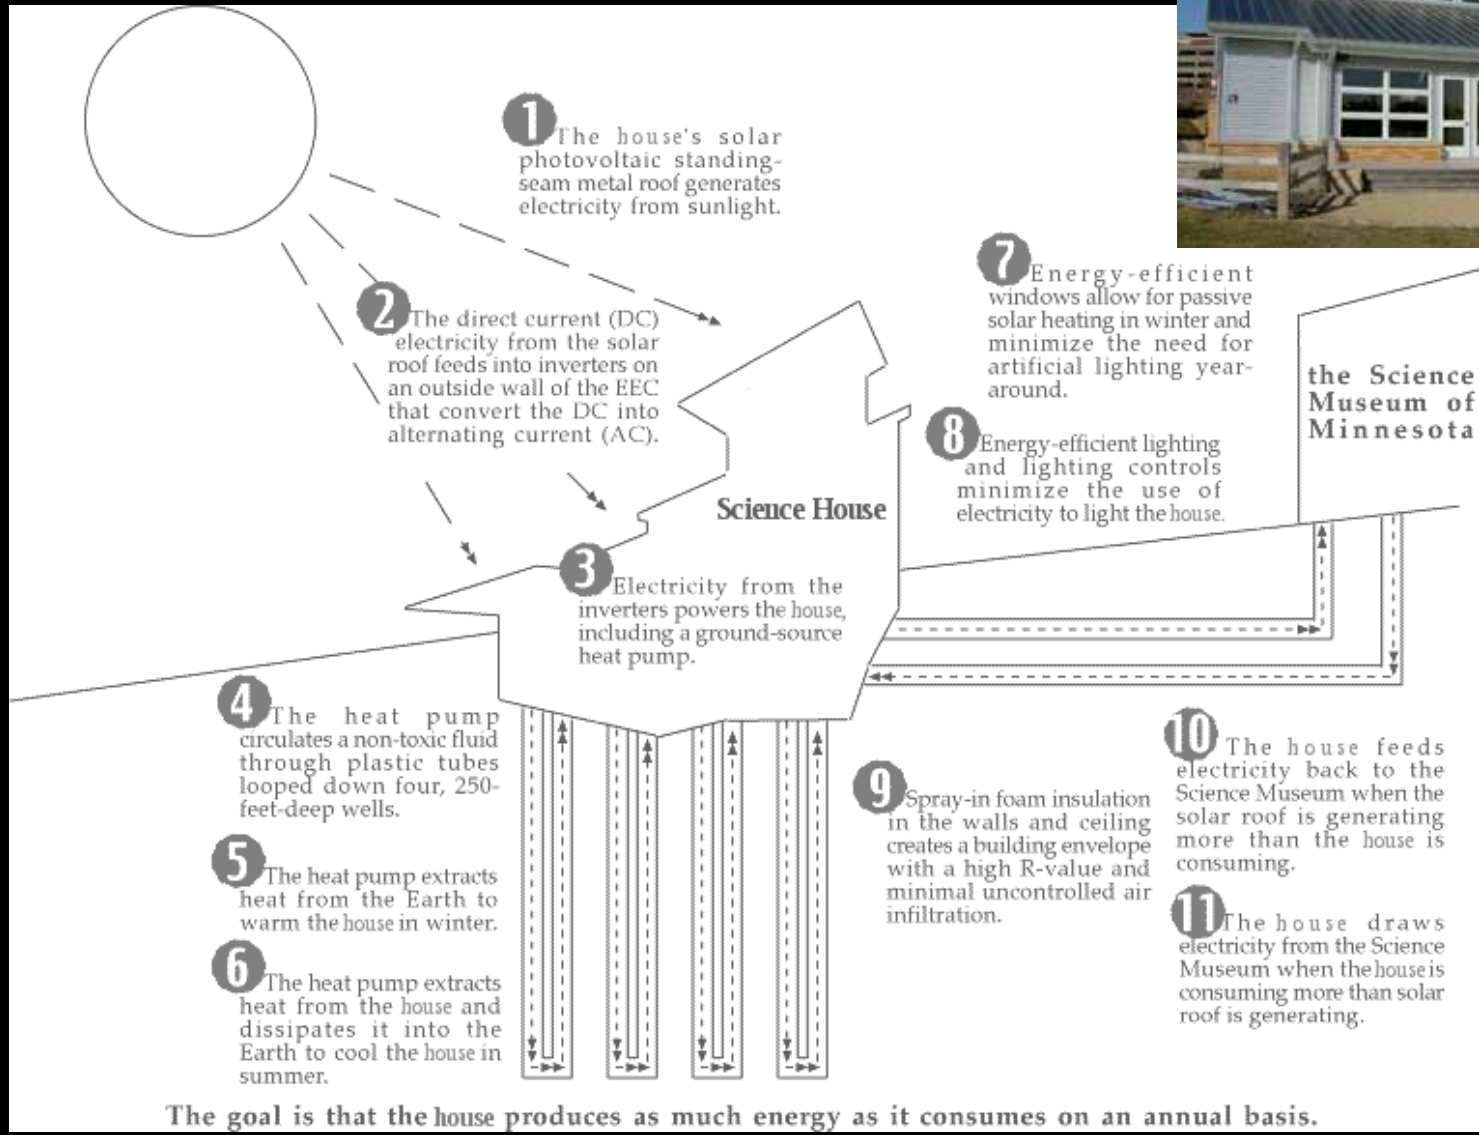 1
The house's solar
photovoltaic standing-
seam metal roof generates
electricity from sunlight.
2
The direct current (DC)
electricity from the solar
roof feeds into inverters on
an outside wall of the EEC
that convert the DC into
alternating current (AC).
Science House
3
Electricity from the
inverters powers the house,
including a ground-source
heat pump.
4
The heat pump
circulates a non-toxic fluid
through plastic tubes
looped down four, 250-
feet-deep wells.
5
The heat pump extracts
heat from the Earth to
warm the house in winter.
6
The heat pump extracts
heat from the house and
dissipates it into the
Earth to cool the house in
summer.
7
Energy-efficient
windows allow for passive
solar heating in winter and
minimize the need for
artificial lighting year-
around.
8
Energy-efficient lighting
and lighting controls
minimize the use of
electricity to light the house.
the Science
Museum of
Minnesota
9
Spray-in foam insulation
in the walls and ceiling
creates a building envelope
with a high R-value and
minimal uncontrolled air
infiltration.
10
The house feeds
electricity back to the
Science Museum when the
solar roof is generating
more than the house is
consuming.
11
The house draws
electricity from the Science
Museum when the house is
consuming more than solar
roof is generating.
The goal is that the house produces as much energy as it consumes on an annual basis.